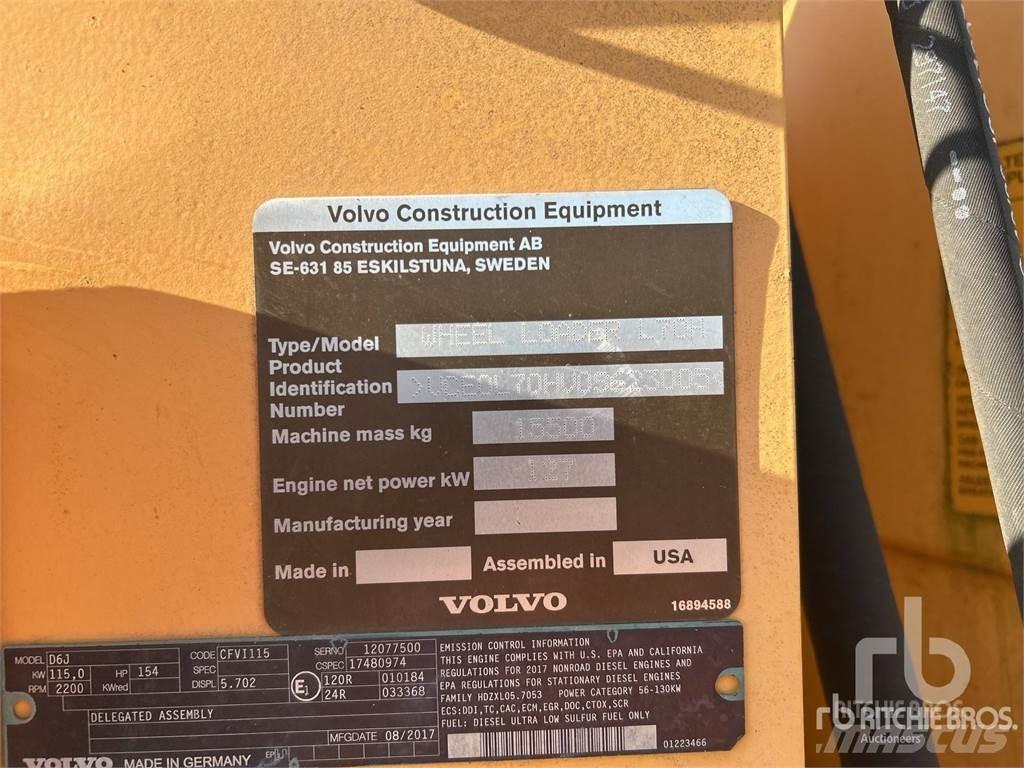 Volvo Construction Equipment
Volvo Construction Equipment AB
SE-631 85 ESKILSTUNA, SWEDEN
Type/Model WHEEL LOADER L70H
Product
Identification
Number
Machine mass kg 15500
Engine net power kW 127
Manufacturing year
Made in
Assembled in USA
VOLVO
16894588
MODEL D6J
KW 115,0 HP 154
RPM 2200 KWred
CODE CFVI115
SPEC
DISPL 5.702
SERNO 12077500
CSPEC 17480974
E1 120R 010184
24R 033368
DELEGATED ASSEMBLY
MFGDATE 08/2017
VOLVO MADE IN GERMANY
EMISSION CONTROL INFORMATION
THIS ENGINE COMPLIES WITH U.S. EPA AND CALIFORNIA
REGULATIONS FOR 2017 NONROAD DIESEL ENGINES AND
EPA REGULATIONS FOR STATIONARY DIESEL ENGINES
FAMILY HDZXL05.7053 POWER CATEGORY 56-130KW
ECS:DDI,TC,CAC,ECM,EGR,DOC,CTOX,SCR
FUEL: DIESEL ULTRA LOW SULFUR FUEL ONLY
01223466
rb
rb RITCHIE BROS.
Auctioneers
mascus